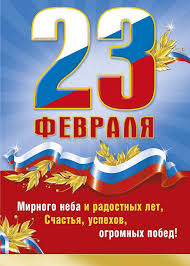 23
ФЕВРАЛЯ
Мирного неба и радостных лет,
Счастья, успехов,
огромных побед!